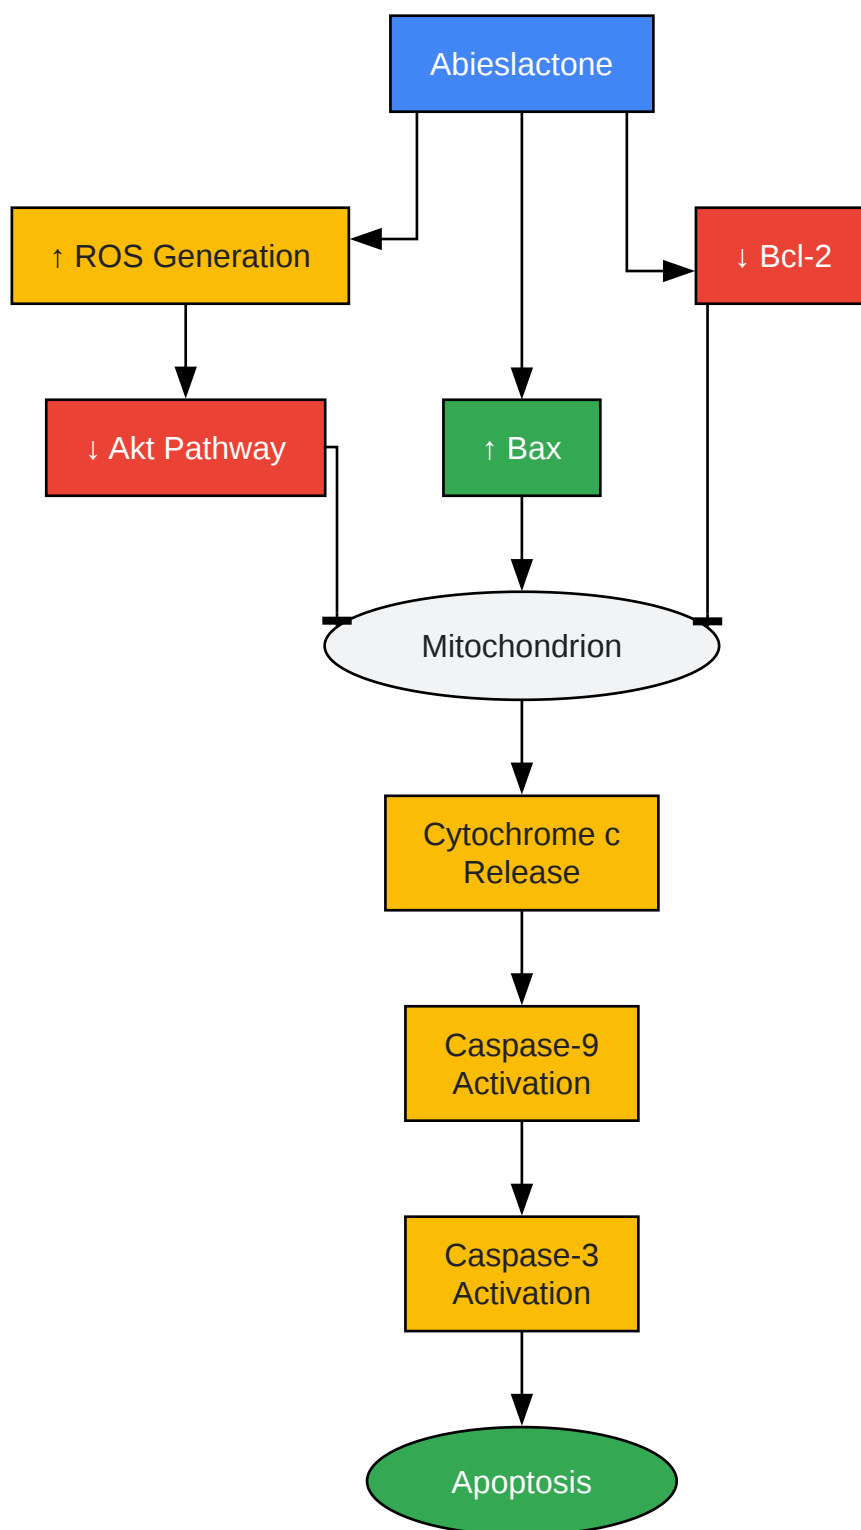 Abieslactone
↑ ROS Generation
↓ Bcl-2
↓ Akt Pathway
↑ Bax
Mitochondrion
Cytochrome c
Release
Caspase-9
Activation
Caspase-3
Activation
Apoptosis